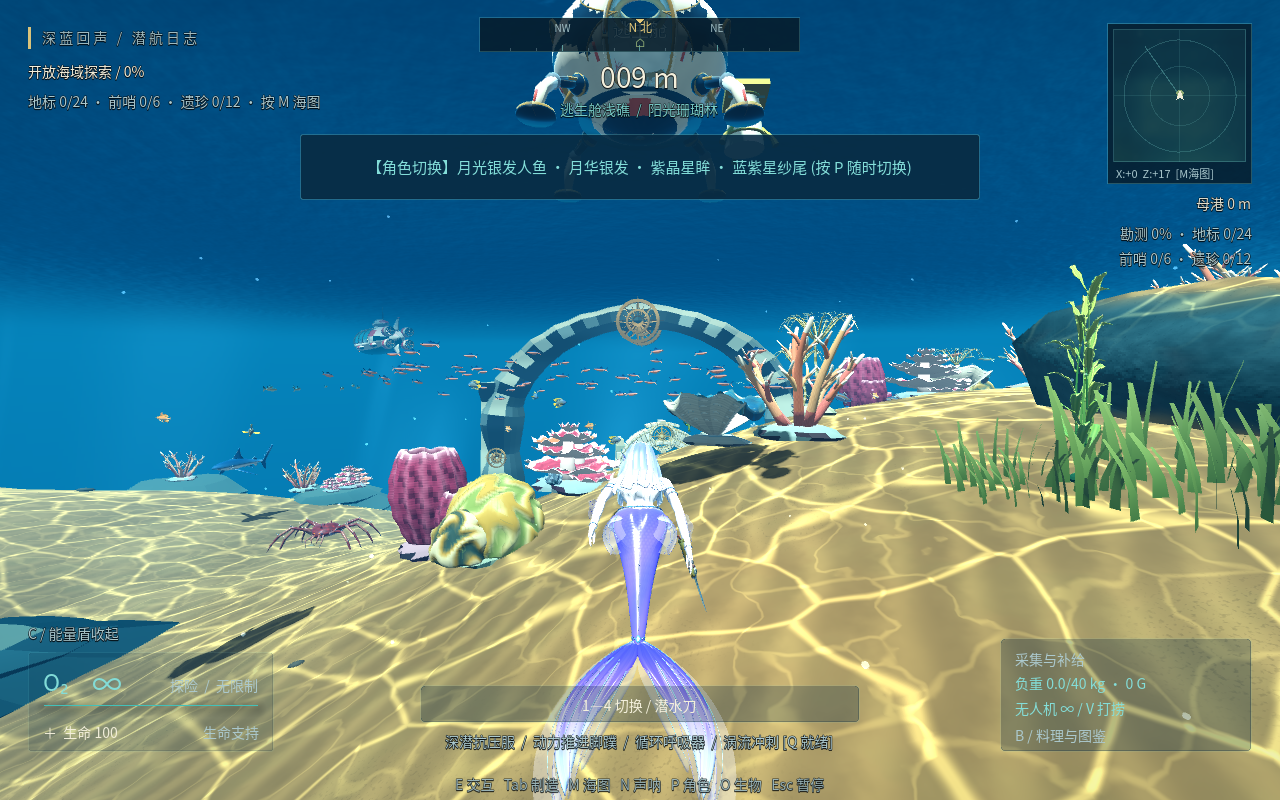 深蓝回声 / 潜航日志
开放海域探索 / 0%
地标 0/24 · 前哨 0/6 · 遗珍 0/12 · 按 M 海图
NW N 北 NE
009 m
逃生舱浅礁 / 阳光珊瑚林
【角色切换】月光银发人鱼 · 月华银发 · 紫晶星眸 · 蓝紫星纱尾 (按 P 随时切换)
X:+0 Z:+17 [M海图]
母港 0 m
勘测 0% · 地标 0/24
前哨 0/6 · 遗珍 0/12
C / 能量盾收起
O₂ ∞ 探险 / 无限制
＋ 生命 100 生命支持
1—4 切换 / 潜水刀
深潜抗压服 / 动力推进脚蹼 / 循环呼吸器 / 涡流冲刺 [Q 就绪]
E 交互 Tab 制造 M 海图 N 声呐 P 角色 O 生物 Esc 暂停
采集与补给
负重 0.0/40 kg · 0 G
无人机 ∞ / V 打捞
B / 料理与图鉴